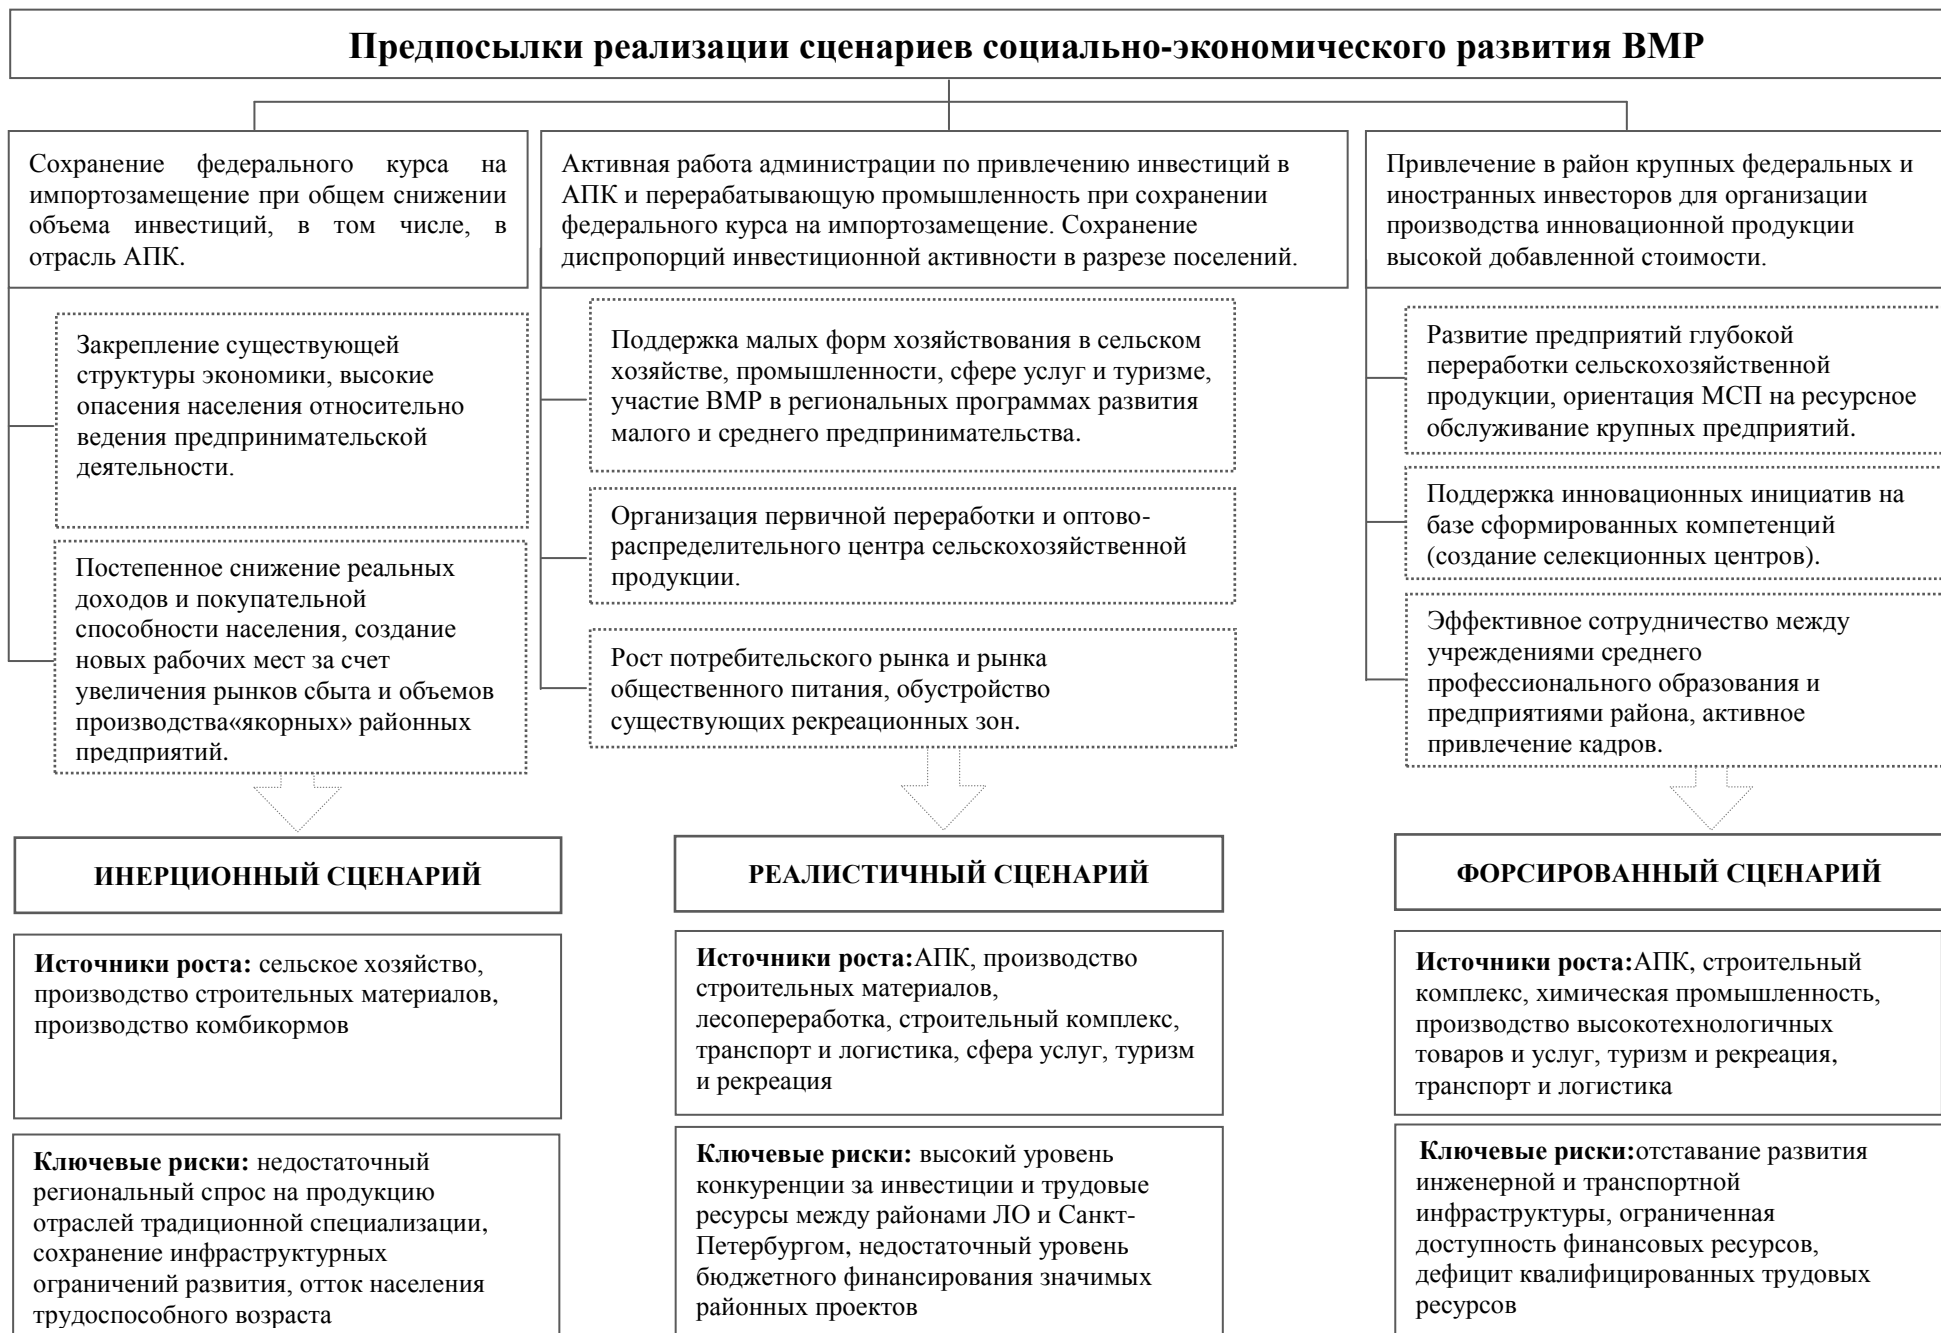 Предпосылки реализации сценариев социально-экономического развития ВМР
Сохранение федерального курса на
импортозамещение при общем снижении
объема инвестиций, в том числе, в
отрасль АПК.
Закрепление существующей
структуры экономики, высокие
опасения населения относительно
ведения предпринимательской
деятельности.
Постепенное снижение реальных
доходов и покупательной
способности населения, создание
новых рабочих мест за счет
увеличения рынков сбыта и объемов
производства«якорных» районных
предприятий.
Активная работа администрации по привлечению инвестиций в
АПК и перерабатывающую промышленность при сохранении
федерального курса на импортозамещение. Сохранение
диспропорций инвестиционной активности в разрезе поселений.
Поддержка малых форм хозяйствования в сельском
хозяйстве, промышленности, сфере услуг и туризме,
участие ВМР в региональных программах развития
малого и среднего предпринимательства.
Организация первичной переработки и оптово-
распределительного центра сельскохозяйственной
продукции.
Рост потребительского рынка и рынка
общественного питания, обустройство
существующих рекреационных зон.
Привлечение в район крупных федеральных и
иностранных инвесторов для организации
производства инновационной продукции
высокой добавленной стоимости.
Развитие предприятий глубокой
переработки сельскохозяйственной
продукции, ориентация МСП на ресурсное
обслуживание крупных предприятий.
Поддержка инновационных инициатив на
базе сформированных компетенций
(создание селекционных центров).
Эффективное сотрудничество между
учреждениями среднего
профессионального образования и
предприятиями района, активное
привлечение кадров.
ИНЕРЦИОННЫЙ СЦЕНАРИЙ
Источники роста: сельское хозяйство,
производство строительных материалов,
производство комбикормов
Ключевые риски: недостаточный
региональный спрос на продукцию
отраслей традиционной специализации,
сохранение инфраструктурных
ограничений развития, отток населения
трудоспособного возраста
РЕАЛИСТИЧНЫЙ СЦЕНАРИЙ
Источники роста:АПК, производство
строительных материалов,
лесопереработка, строительный комплекс,
транспорт и логистика, сфера услуг, туризм
и рекреация
Ключевые риски: высокий уровень
конкуренции за инвестиции и трудовые
ресурсы между районами ЛО и Санкт-
Петербургом, недостаточный уровень
бюджетного финансирования значимых
районных проектов
ФОРСИРОВАННЫЙ СЦЕНАРИЙ
Источники роста:АПК, строительный
комплекс, химическая промышленность,
производство высокотехнологичных
товаров и услуг, туризм и рекреация,
транспорт и логистика
Ключевые риски:отставание развития
инженерной и транспортной
инфраструктуры, ограниченная
доступность финансовых ресурсов,
дефицит квалифицированных трудовых
ресурсов